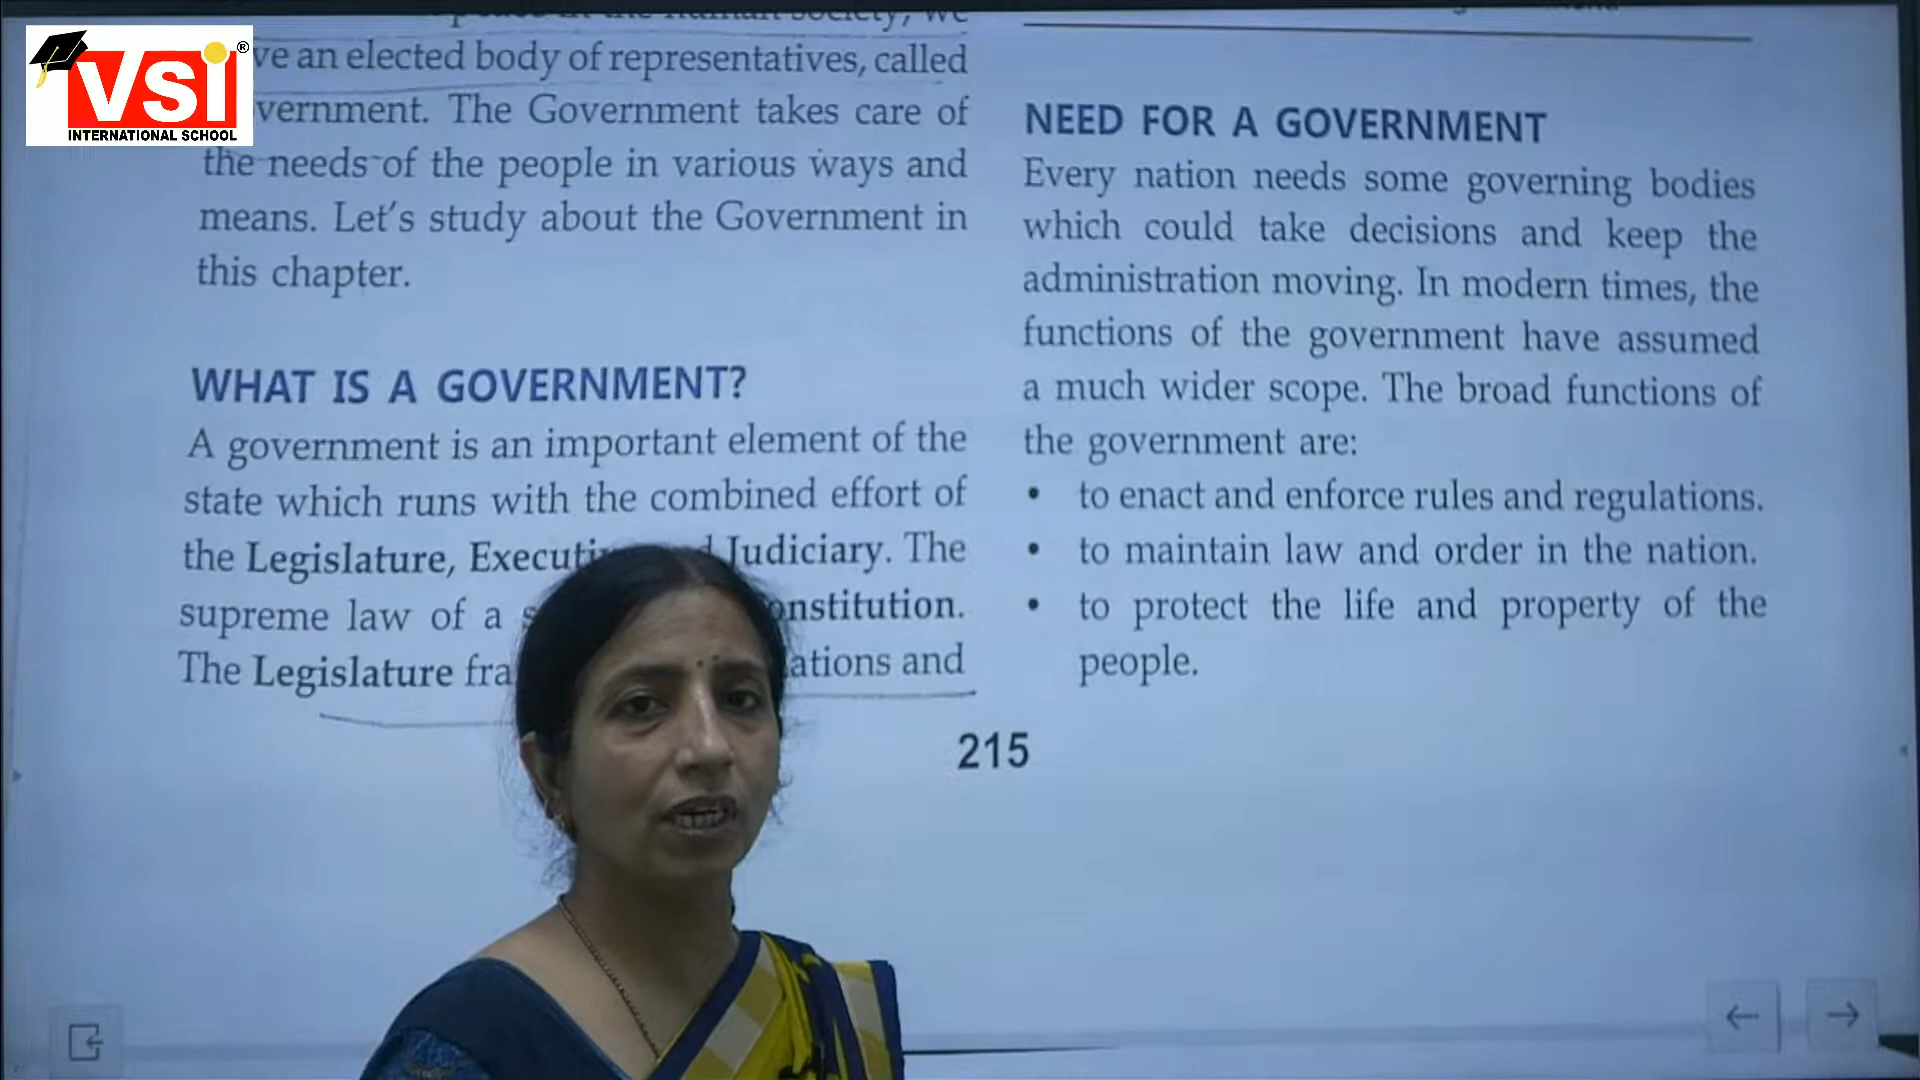 VSI®
INTERNATIONAL SCHOOL
human society, we
ve an elected body of representatives, called
vernment. The Government takes care of
the needs of the people in various ways and
means. Let's study about the Government in
this chapter.
WHAT IS A GOVERNMENT?
A government is an important element of the
state which runs with the combined effort of
the Legislature, Executi Judiciary. The
supreme law of a s onstitution.
The Legislature fra ations and
NEED FOR A GOVERNMENT
Every nation needs some governing bodies
which could take decisions and keep the
administration moving. In modern times, the
functions of the government have assumed
a much wider scope. The broad functions of
the government are:
• to enact and enforce rules and regulations.
• to maintain law and order in the nation.
• to protect the life and property of the
people.
215